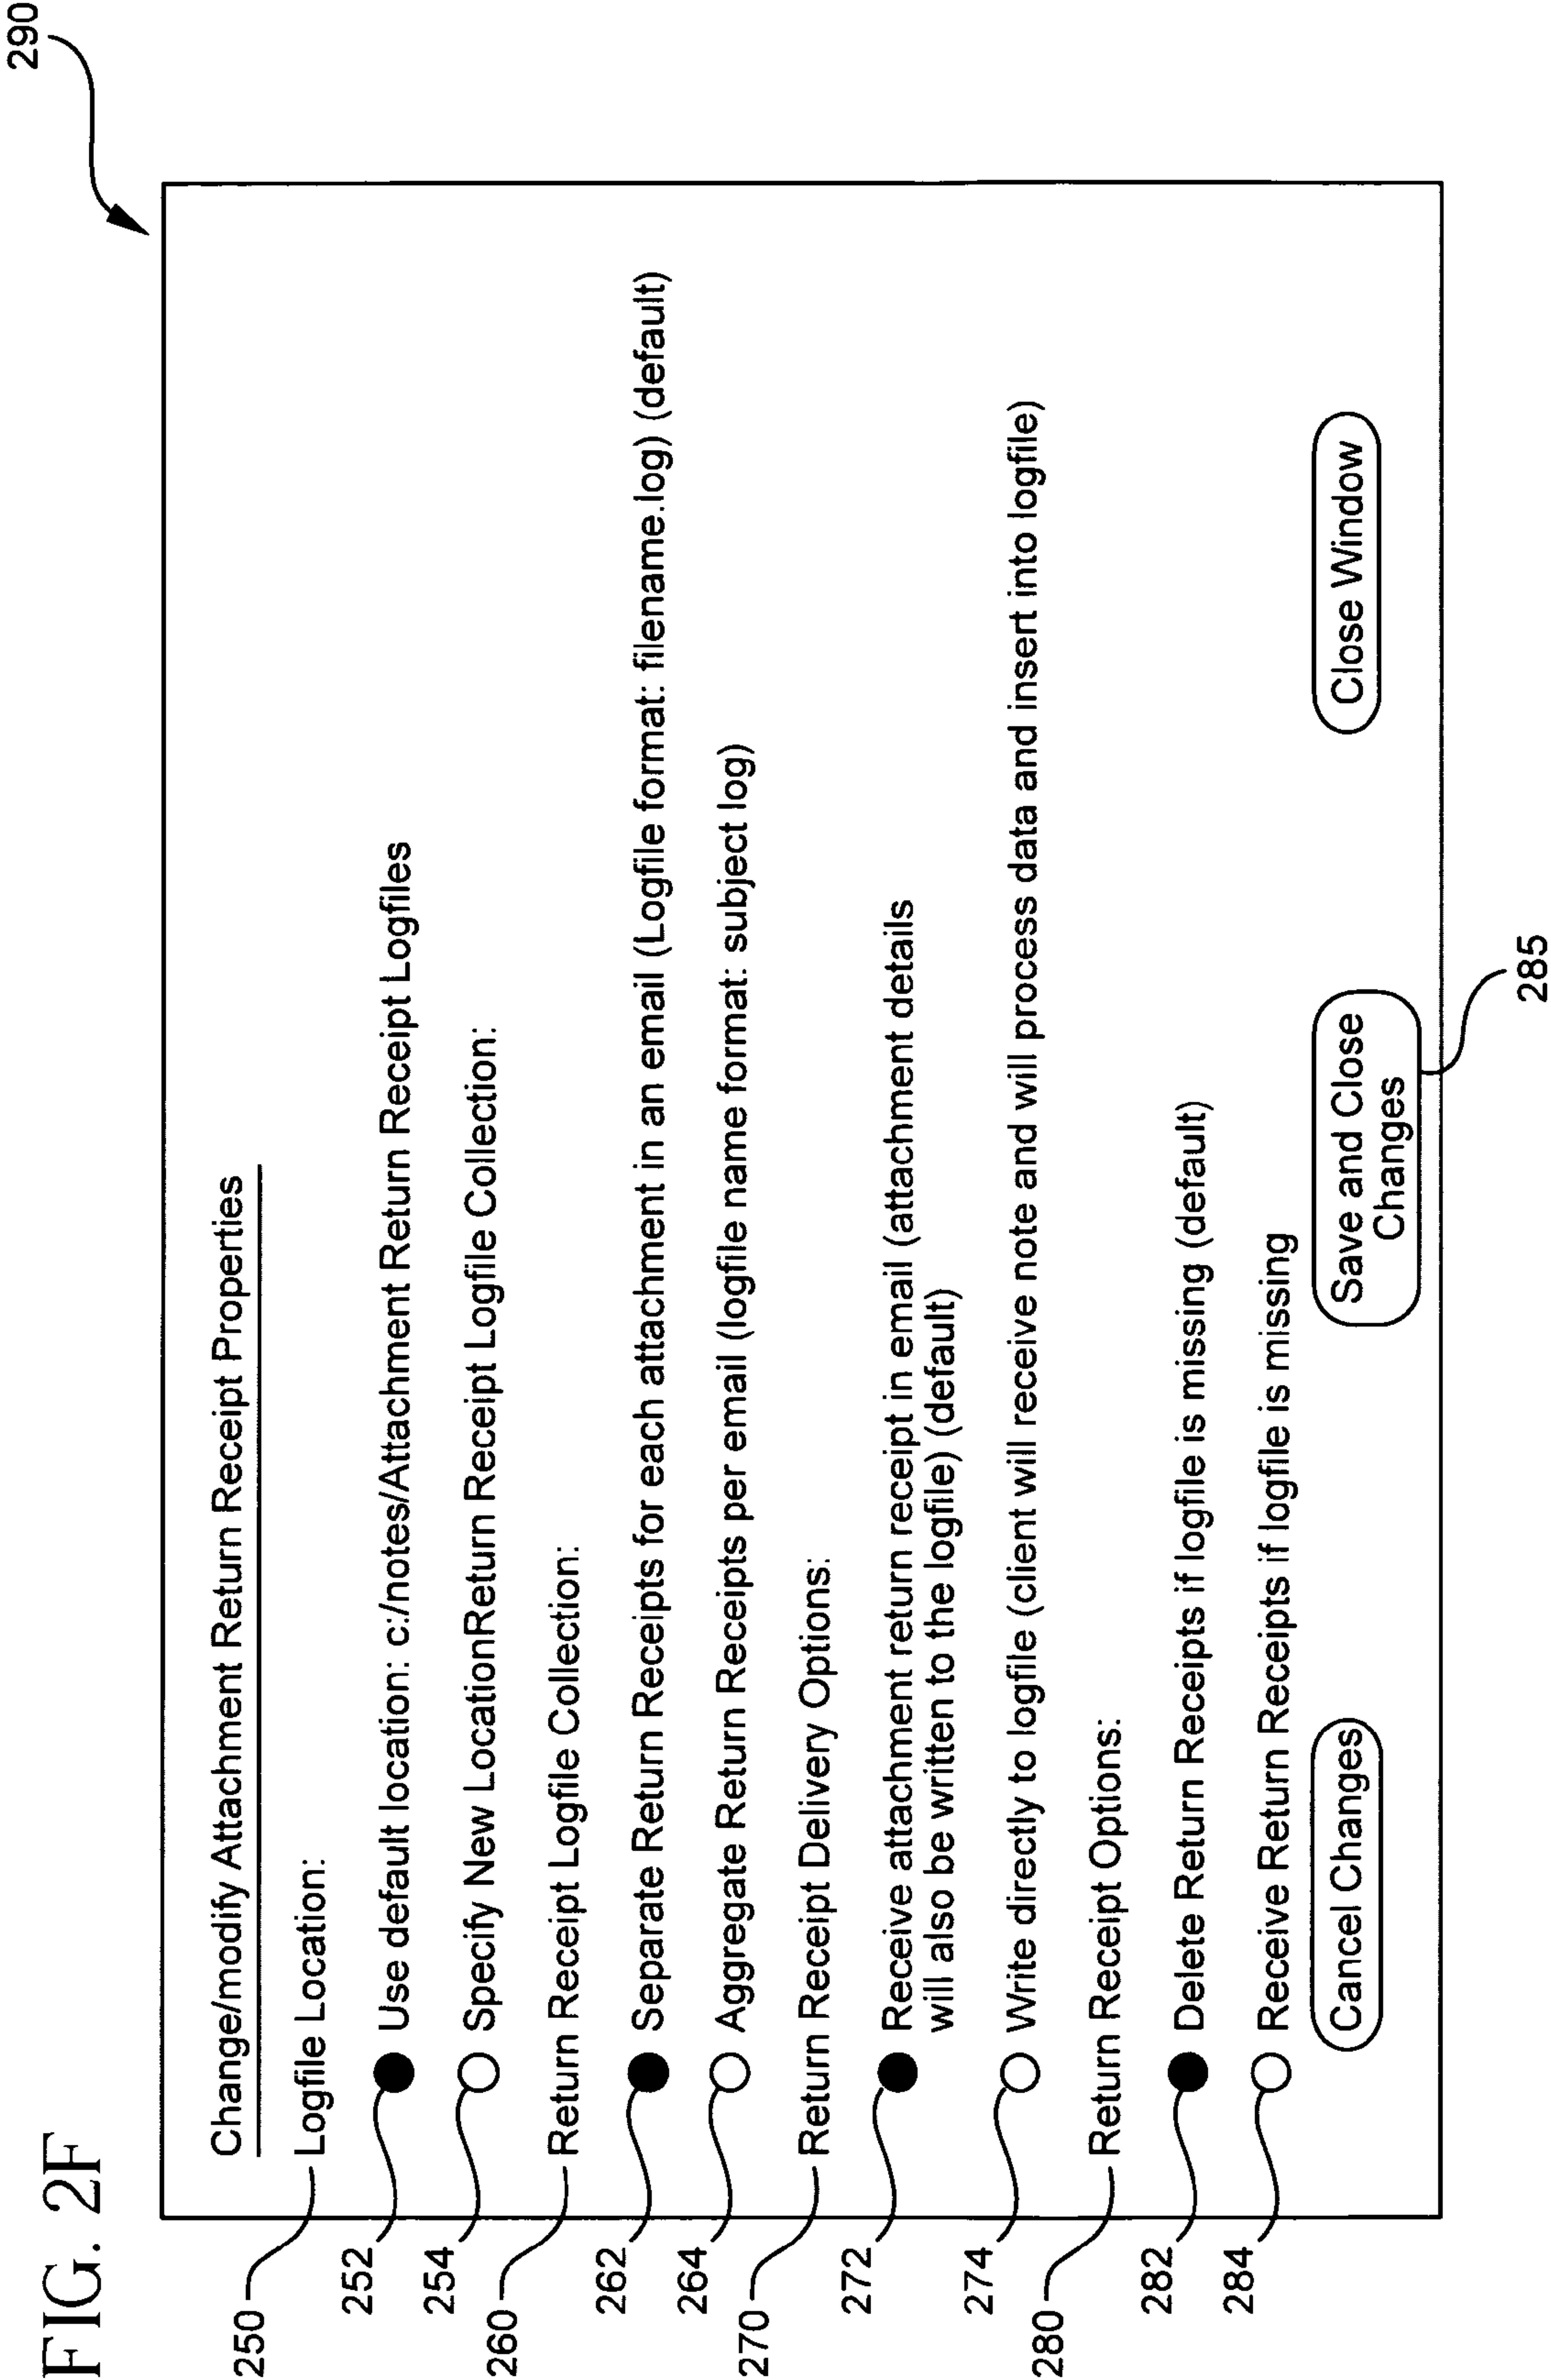 FIG. 2F
290
Change/modify Attachment Return Receipt Properties
250
Logfile Location:
252
Use default location: c:/notes/Attachment Return Receipt Logfiles
254
Specify New LocationReturn Receipt Logfile Collection:
260
Return Receipt Logfile Collection:
262
Separate Return Receipts for each attachment in an email (Logfile format: filename.log) (default)
264
Aggregate Return Receipts per email (logfile name format: subject log)
270
Return Receipt Delivery Options:
272
Receive attachment return receipt in email (attachment details
will also be written to the logfile) (default)
274
Write directly to logfile (client will receive note and will process data and insert into logfile)
280
Return Receipt Options:
282
Delete Return Receipts if logfile is missing (default)
284
Receive Return Receipts if logfile is missing
Cancel Changes
Save and Close
Changes
Close Window
285